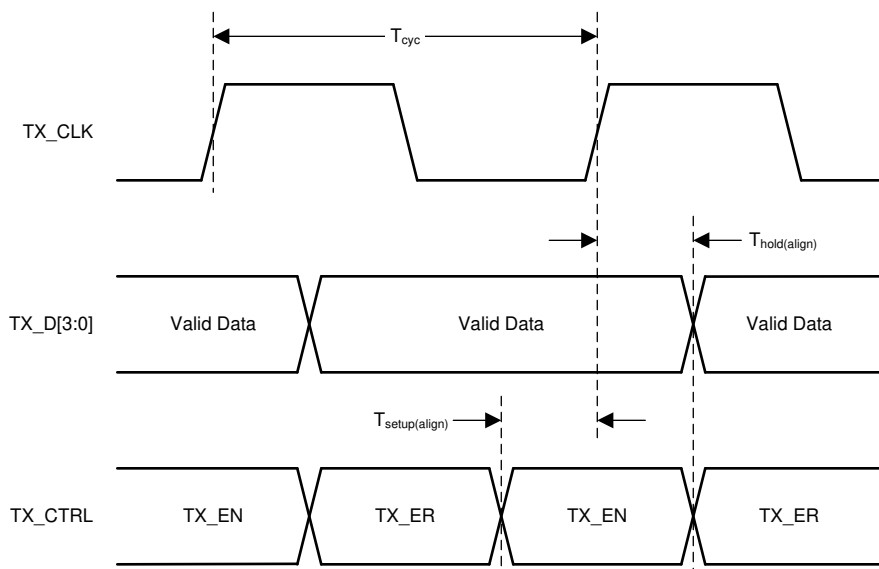 Tcyc
TX_CLK
Thold(align)
TX_D[3:0] Valid Data Valid Data Valid Data
Tsetup(align)
TX_CTRL TX_EN TX_ER TX_EN TX_ER